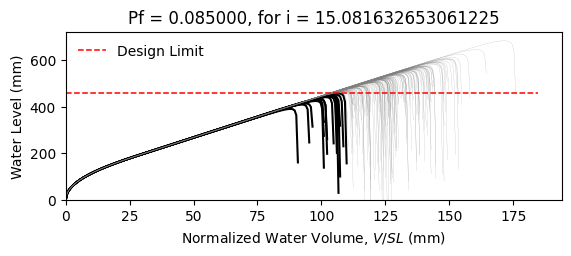 Pf = 0.085000, for i = 15.081632653061225
Water Level (mm)
600
400
200
0
Design Limit
0 25 50 75 100 125 150 175
Normalized Water Volume, V/SL (mm)